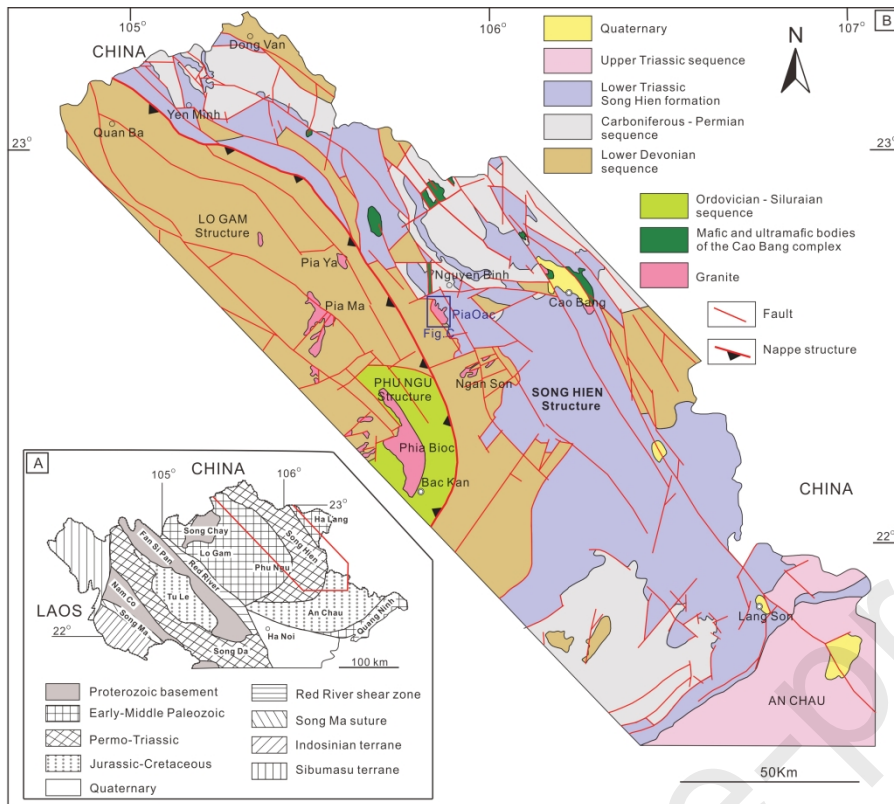 105°
106°
107°
B
CHINA
Dong Van
Yen Minh
Quan Ba
23°
23°
N
Quaternary
Upper Triassic sequence
Lower Triassic
Song Hien formation
Carboniferous - Permian
sequence
Lower Devonian
sequence
Ordovician - Siluraian
sequence
Mafic and ultramafic bodies
of the Cao Bang complex
Granite
Fault
Nappe structure
LO GAM
Structure
Pia Ya
Pia Ma
Nguyen Binh
Cao Bang
PiaOac
Fig.C
Ngan Son
PHU NGU
Structure
SONG HIEN
Structure
Phia Bioc
Bac Kan
CHINA
22°
Lang Son
AN CHAU
50Km
A
105°
CHINA
106°
23°
Ha Lang
Song Chay
Fan Si Pan
Lo Gam
Song Hien
Red River
Phu Ngu
Tu Le
Nam Co
LAOS
An Chau
Quang Ninh
Song Ma
22°
Ha Noi
Song Da
100 km
Proterozoic basement
Early-Middle Paleozoic
Permo-Triassic
Jurassic-Cretaceous
Quaternary
Red River shear zone
Song Ma suture
Indosinian terrane
Sibumasu terrane